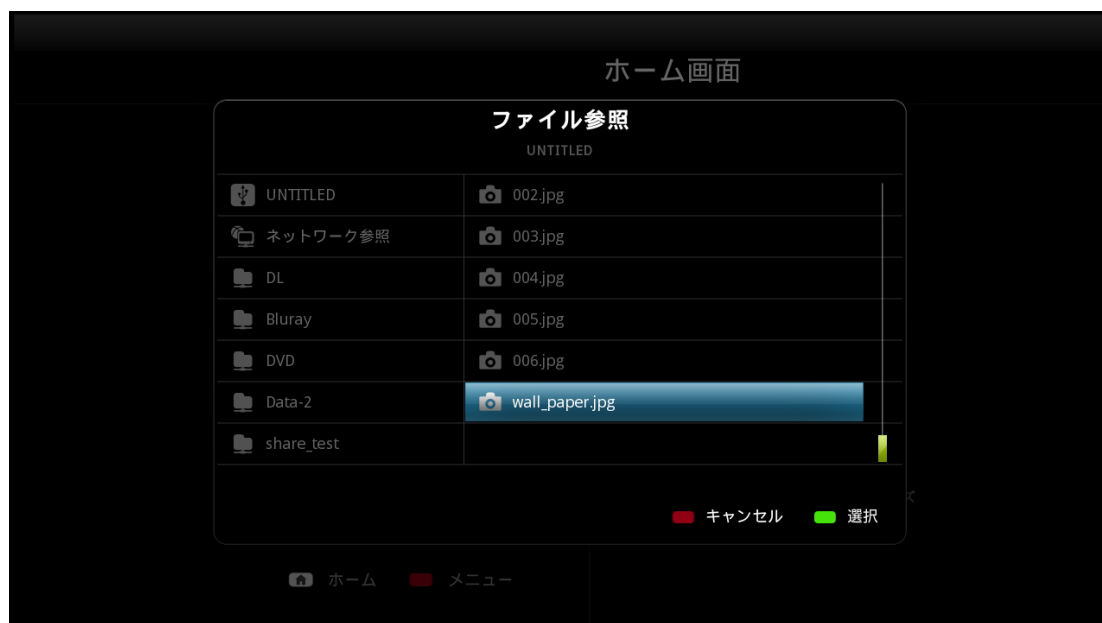 ホーム画面
ファイル参照
UNTITLED
UNTITLED
ネットワーク参照
DL
Bluray
DVD
Data-2
share_test
002.jpg
003.jpg
004.jpg
005.jpg
006.jpg
wall_paper.jpg
キャンセル 選択
ホーム メニュー